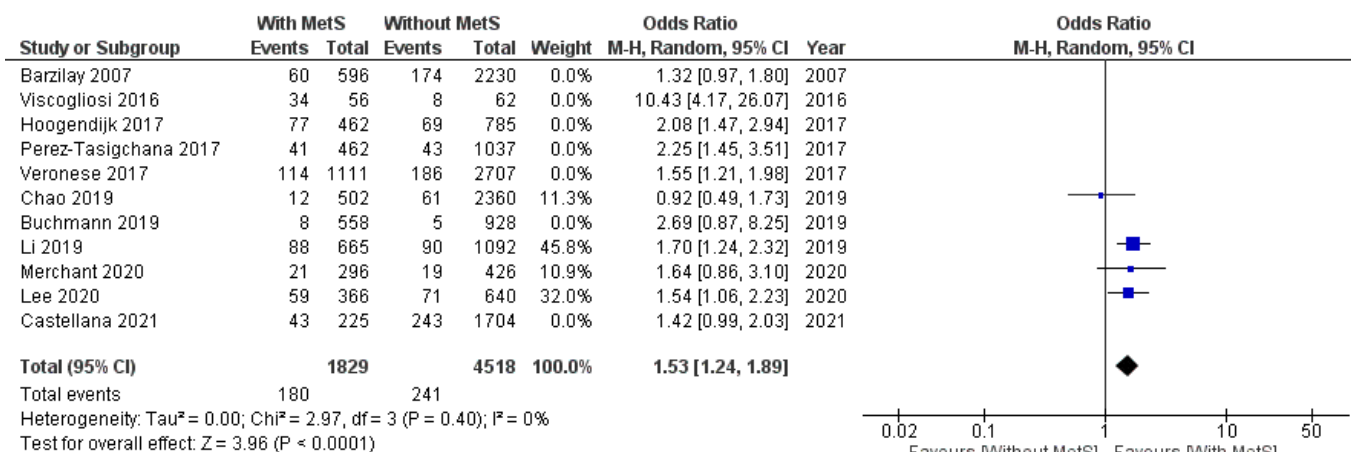 With MetS Without MetS Odds Ratio Odds Ratio
Study or Subgroup Events Total Events Total Weight M-H, Random, 95% CI Year M-H, Random, 95% CI
Barzilay 2007 60 596 174 2230 0.0% 1.32 [0.97, 1.80] 2007
Viscogliosi 2016 34 56 8 62 0.0% 10.43 [4.17, 26.07] 2016
Hoogendijk 2017 77 462 69 785 0.0% 2.08 [1.47, 2.94] 2017
Perez-Tasigchana 2017 41 462 43 1037 0.0% 2.25 [1.45, 3.51] 2017
Veronese 2017 114 1111 186 2707 0.0% 1.55 [1.21, 1.98] 2017
Chao 2019 12 502 61 2360 11.3% 0.92 [0.49, 1.73] 2019
Buchmann 2019 8 558 5 928 0.0% 2.69 [0.87, 8.25] 2019
Li 2019 88 665 90 1092 45.8% 1.70 [1.24, 2.32] 2019
Merchant 2020 21 296 19 426 10.9% 1.64 [0.86, 3.10] 2020
Lee 2020 59 366 71 640 32.0% 1.54 [1.06, 2.23] 2020
Castellana 2021 43 225 243 1704 0.0% 1.42 [0.99, 2.03] 2021
Total (95% CI) 1829 4518 100.0% 1.53 [1.24, 1.89]
Total events 180 241
Heterogeneity: Tau² = 0.00; Chi² = 2.97, df = 3 (P = 0.40); I² = 0%
Test for overall effect: Z = 3.96 (P < 0.0001)
0.02 0.1 1 10 50
Favours [Without MetS] Favours [With MetS]